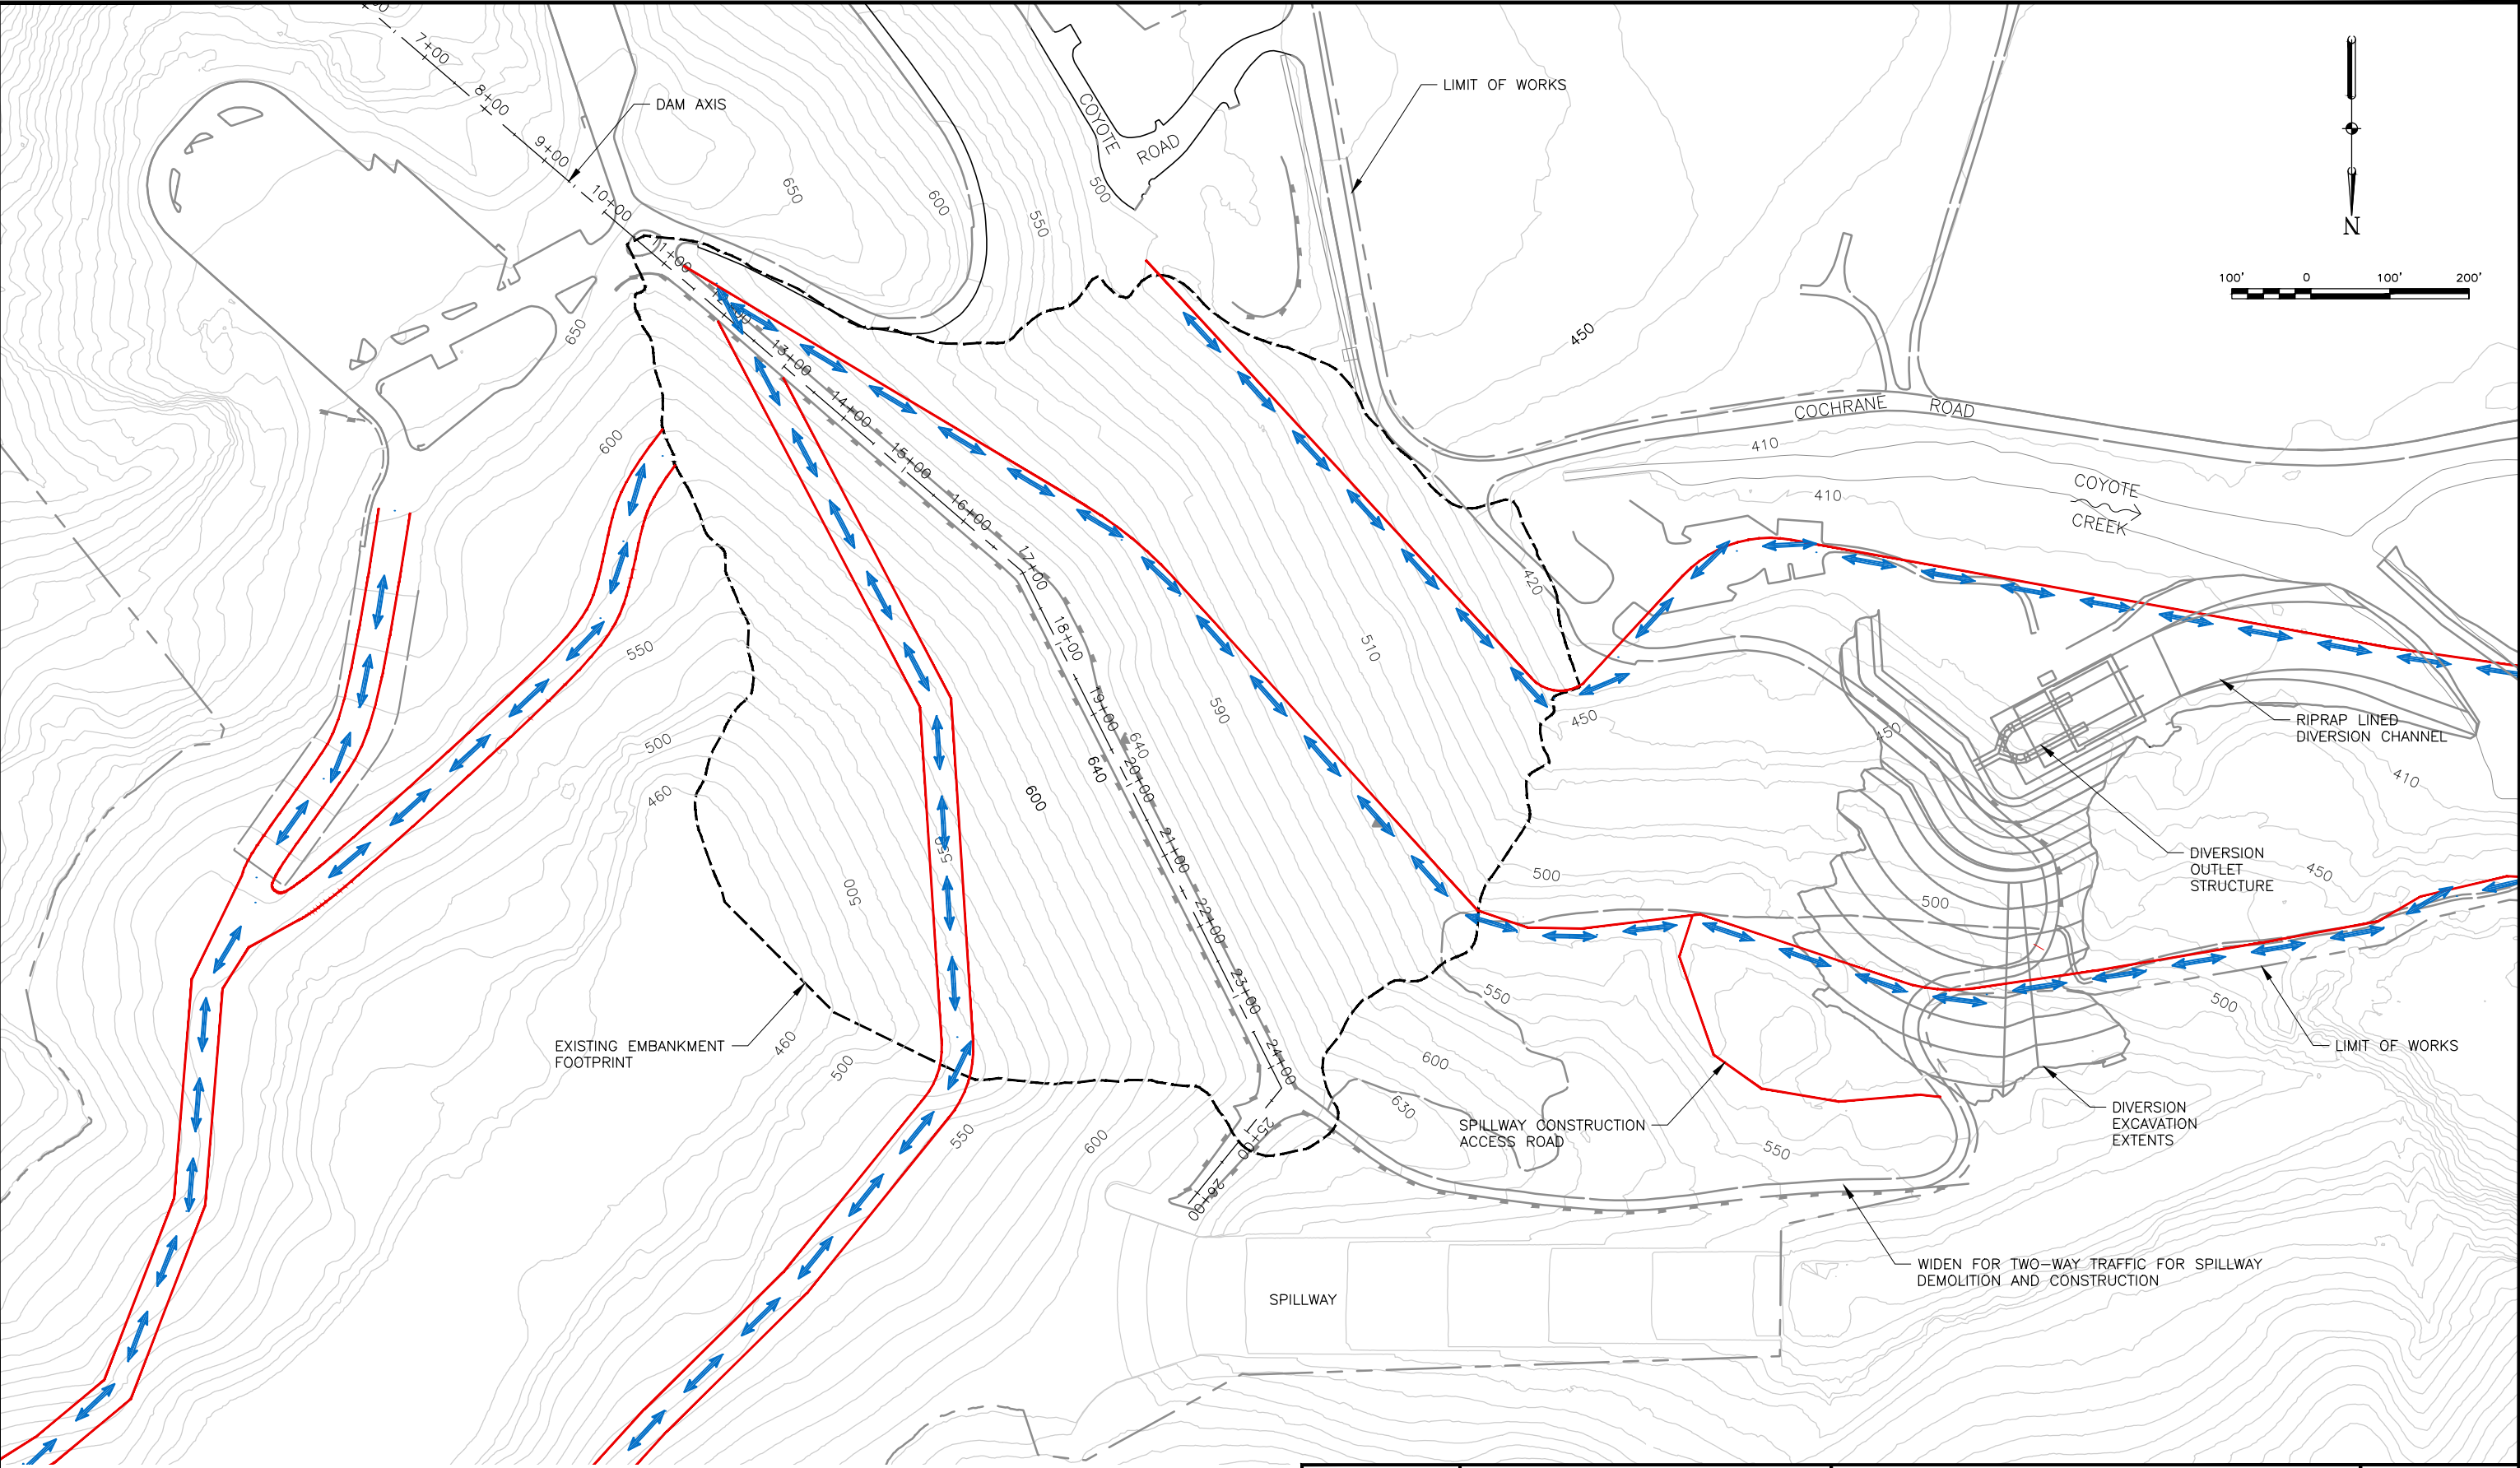 7+00
8+00
9+00
10+00
11+00
13+00
14+00
15+00
16+00
17+00
18+00
19+00
20+00
21+00
22+00
23+00
24+00
25+00
26+00
DAM AXIS
COYOTE
ROAD
LIMIT OF WORKS
N
100'
0
100'
200'
650
600
550
500
450
COCHRANE
ROAD
410
410
COYOTE
CREEK
650
600
550
500
460
420
510
590
640
640
600
550
500
450
450
410
RIPRAP LINED
DIVERSION CHANNEL
DIVERSION
OUTLET
STRUCTURE
450
500
500
550
500
LIMIT OF WORKS
EXISTING EMBANKMENT
FOOTPRINT
460
500
550
600
600
630
SPILLWAY CONSTRUCTION
ACCESS ROAD
550
DIVERSION
EXCAVATION
EXTENTS
WIDEN FOR TWO-WAY TRAFFIC FOR SPILLWAY
DEMOLITION AND CONSTRUCTION
SPILLWAY